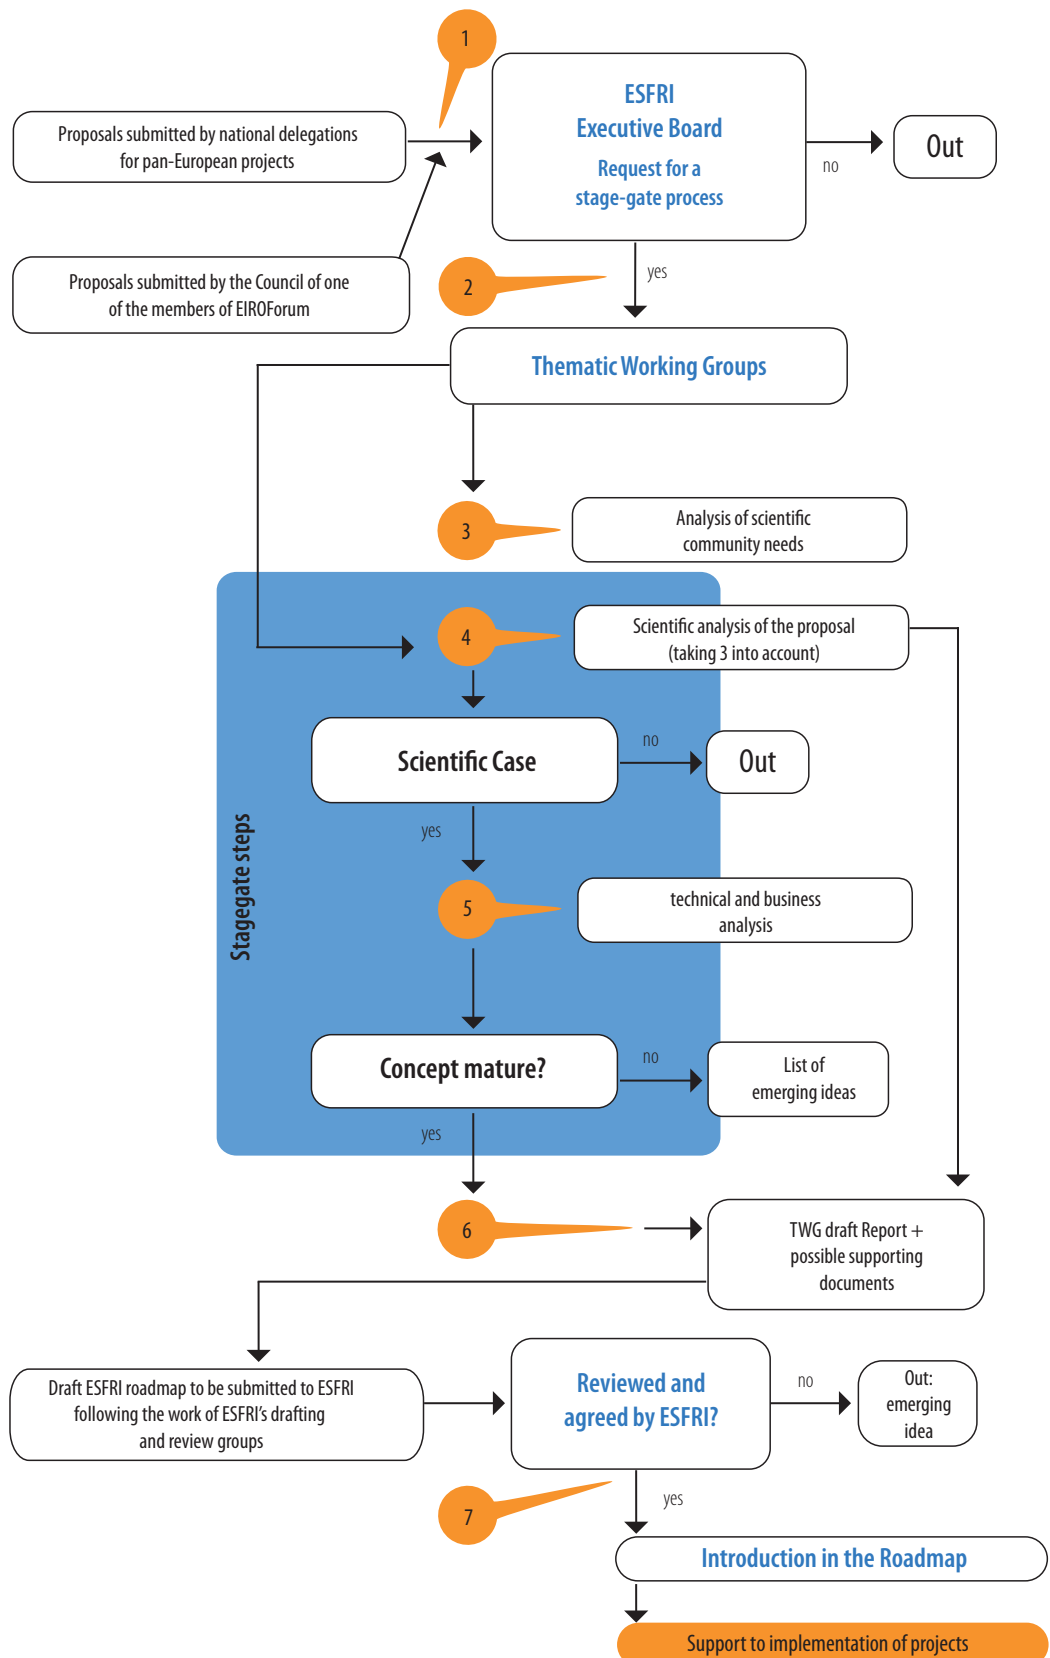 1
ESFRI
Executive Board
Request for a
stage-gate process
Proposals submitted by national delegations
for pan-European projects
Out
no
Proposals submitted by the Council of one
of the members of EIROForum
2
yes
Thematic Working Groups
3
Analysis of scientific
community needs
4
Scientific analysis of the proposal
(taking 3 into account)
Scientific Case
no
Out
yes
Stagegate steps
5
technical and business
analysis
Concept mature?
no
List of
emerging ideas
yes
6
TWG draft Report +
possible supporting
documents
Draft ESFRI roadmap to be submitted to ESFRI
following the work of ESFRI's drafting
and review groups
Reviewed and
agreed by ESFRI?
no
Out:
emerging
idea
7
yes
Introduction in the Roadmap
Support to implementation of projects